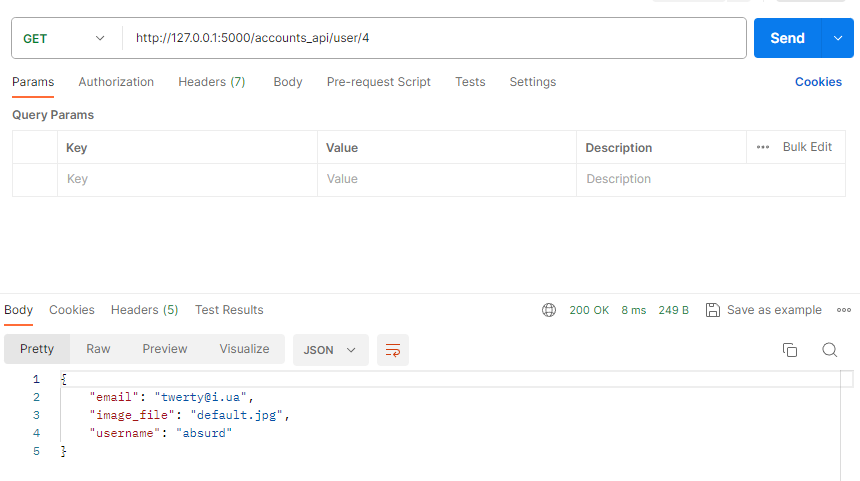 GET http://127.0.0.1:5000/accounts_api/user/4 Send
Params Authorization Headers (7) Body Pre-request Script Tests Settings Cookies
Query Params
Key Value Description ••• Bulk Edit
Key Value Description
Body Cookies Headers (5) Test Results 200 OK 8 ms 249 B Save as example
Pretty Raw Preview Visualize JSON
1 {
2 "email": "twerty@i.ua",
3 "image_file": "default.jpg",
4 "username": "absurd"
5 }